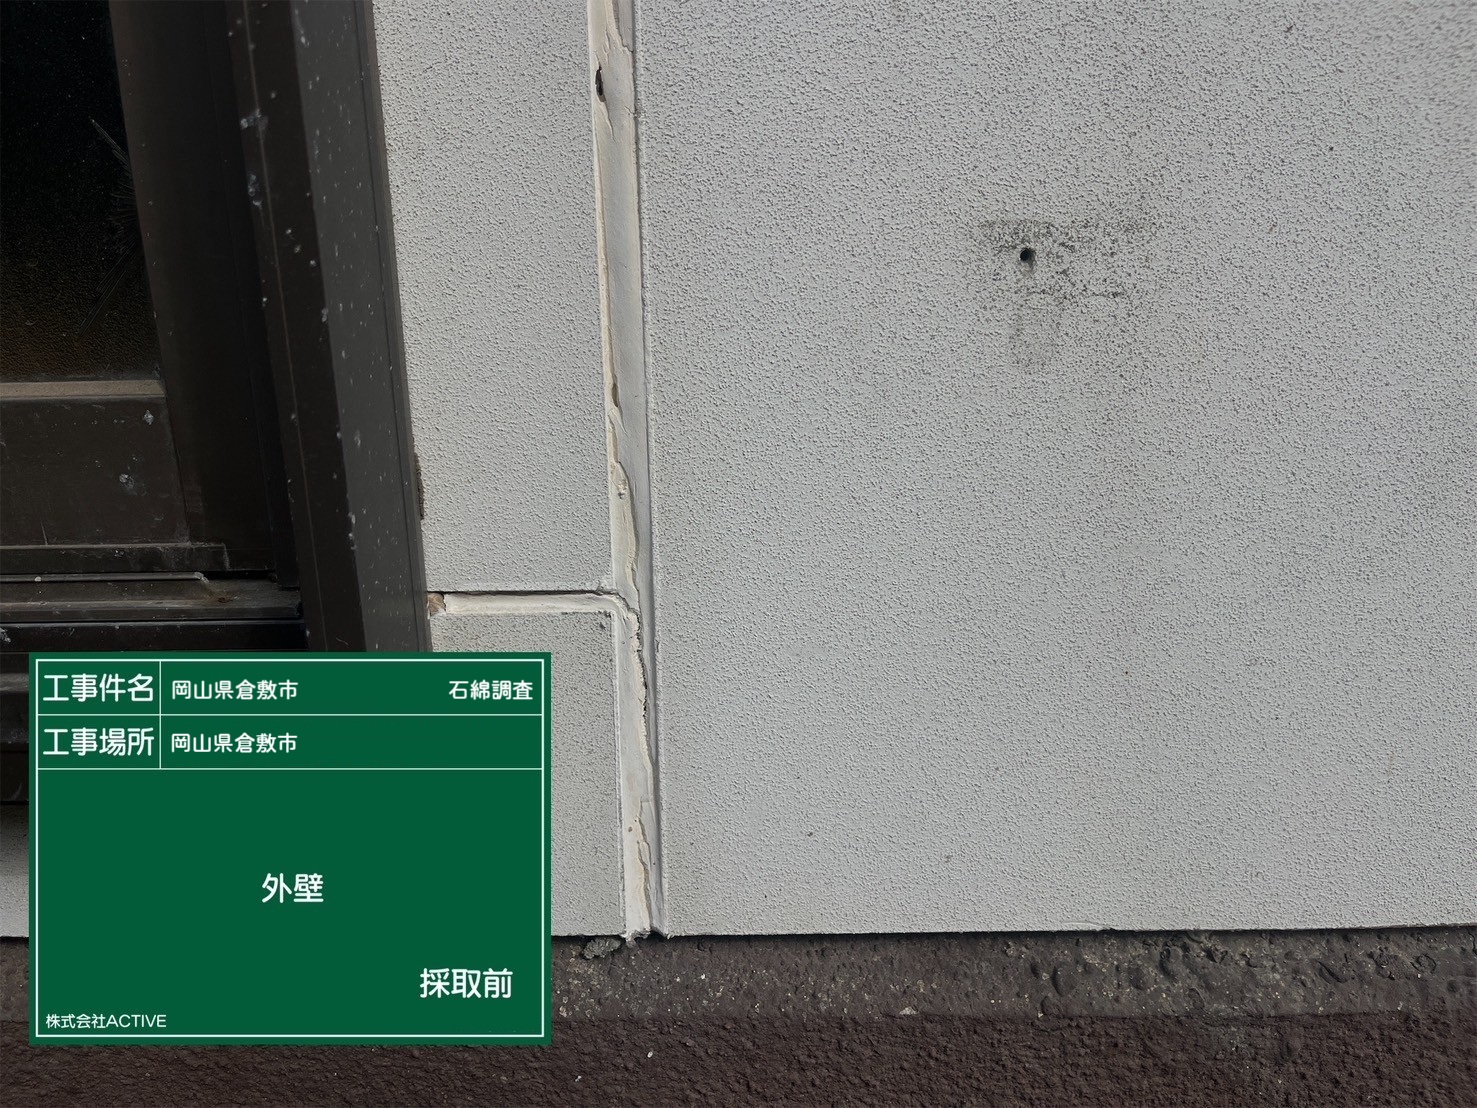 工事件名 岡山県倉敷市 石綿調査
工事場所 岡山県倉敷市
外壁
採取前
株式会社ACTIVE